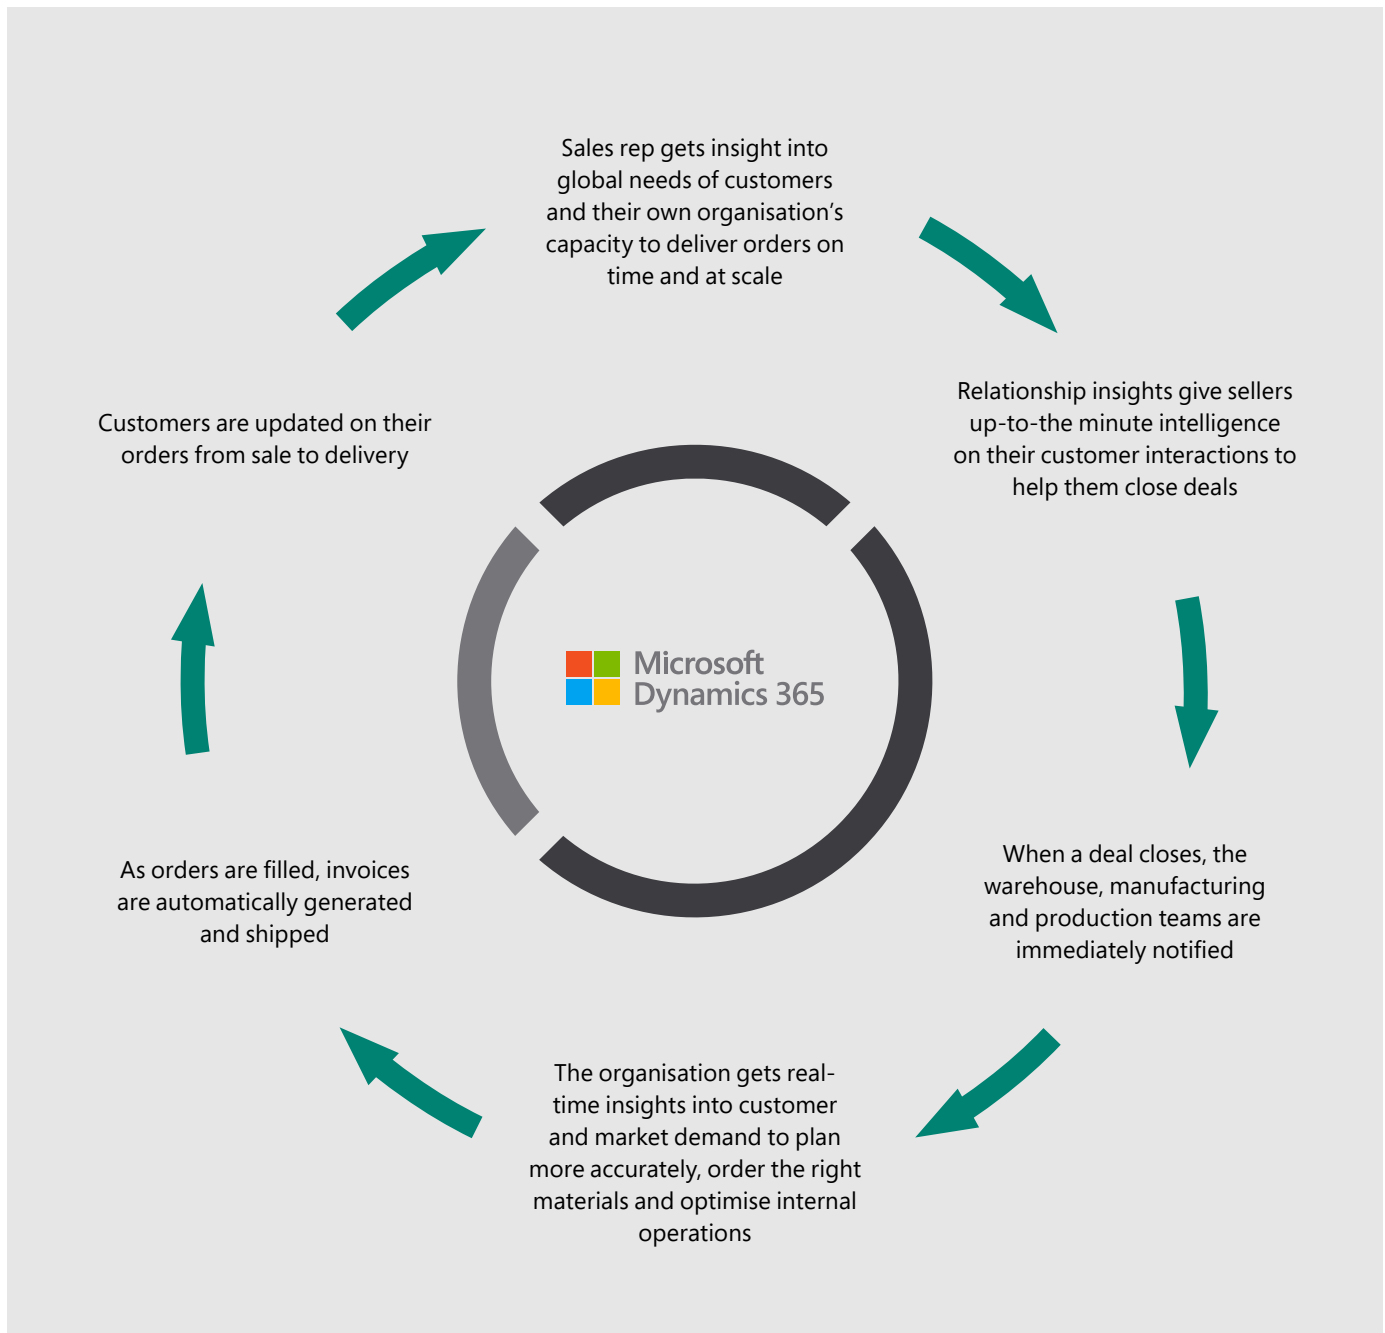 Sales rep gets insight into
global needs of customers
and their own organisation's
capacity to deliver orders on
time and at scale
Relationship insights give sellers
up-to-the minute intelligence
on their customer interactions to
help them close deals
When a deal closes, the
warehouse, manufacturing
and production teams are
immediately notified
The organisation gets real-
time insights into customer
and market demand to plan
more accurately, order the right
materials and optimise internal
operations
As orders are filled, invoices
are automatically generated
and shipped
Customers are updated on their
orders from sale to delivery
Microsoft
Dynamics 365